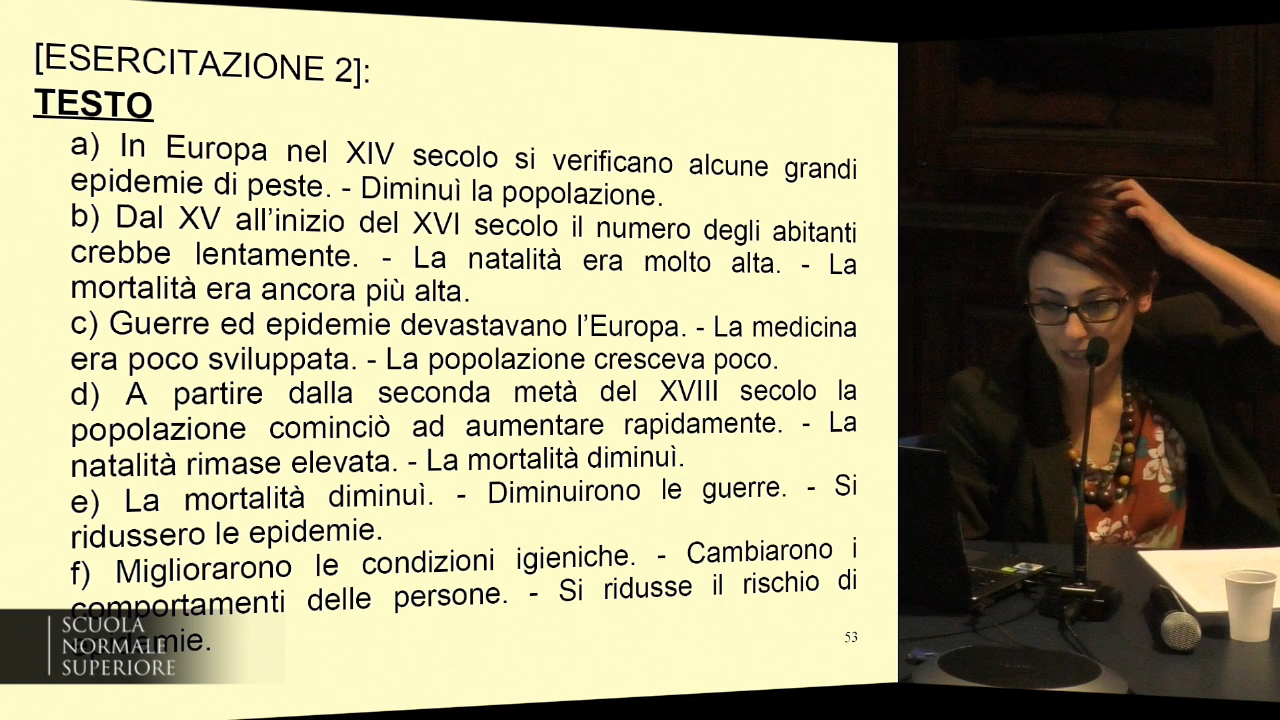 [ESERCITAZIONE 2]:
TESTO
a) In Europa nel XIV secolo si verificano alcune grandi
epidemie di peste. - Diminuì la popolazione.
b) Dal XV all'inizio del XVI secolo il numero degli abitanti
crebbe lentamente. - La natalità era molto alta. - La
mortalità era ancora più alta.
c) Guerre ed epidemie devastavano l'Europa. - La medicina
era poco sviluppata. - La popolazione cresceva poco.
d) A partire dalla seconda metà del XVIII secolo la
popolazione cominciò ad aumentare rapidamente. - La
natalità rimase elevata. - La mortalità diminuì.
e) La mortalità diminuì. - Diminuirono le guerre. - Si
ridussero le epidemie.
f) Migliorarono le condizioni igieniche. - Cambiarono i
comportamenti delle persone. - Si ridusse il rischio di
epidemie.
53
SCUOLA
NORMALE
SUPERIORE